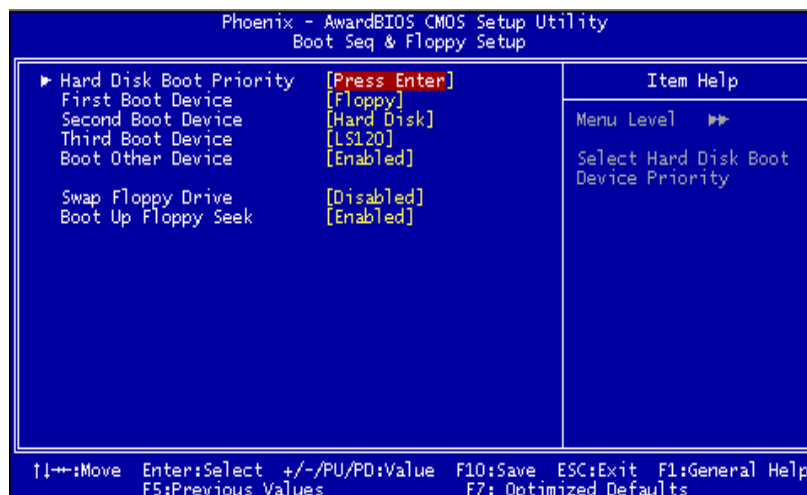 Phoenix - AwardBIOS CMOS Setup Utility
Boot Seq & Floppy Setup
Hard Disk Boot Priority [Press Enter]
First Boot Device [Floppy]
Second Boot Device [Hard Disk]
Third Boot Device [LS120]
Boot Other Device [Enabled]
Swap Floppy Drive [Disabled]
Boot Up Floppy Seek [Enabled]
Item Help
Menu Level ▸▸
Select Hard Disk Boot
Device Priority
↑↓→←:Move Enter:Select +/-/PU/PD:Value F10:Save ESC:Exit F1:General Help
F5:Previous Values F7: Optimized Defaults